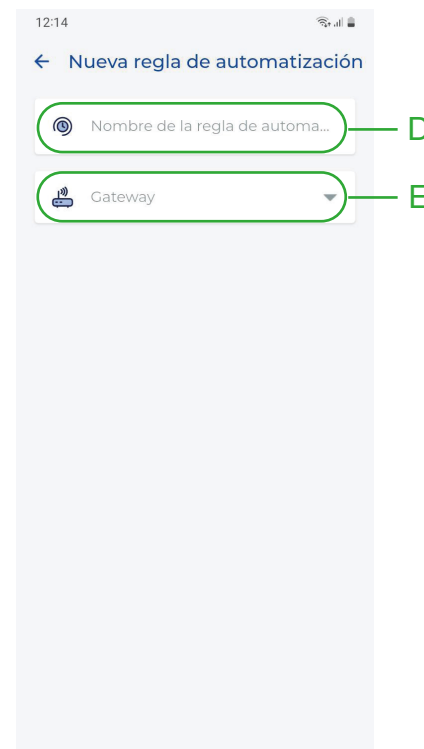 12:14
Nueva regla de automatización
Nombre de la regla de automa...
D
Gateway
E